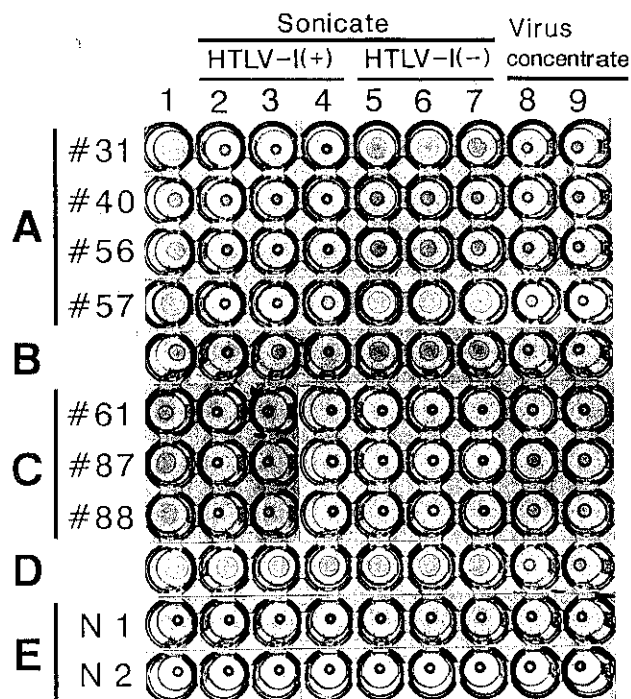 Sonicate Virus
HTLV-I(+) HTLV-I(-) concentrate
1 2 3 4 5 6 7 8 9
#31
#40
A
#56
#57
B
#61
C #87
#88
D
N 1
E
N 2